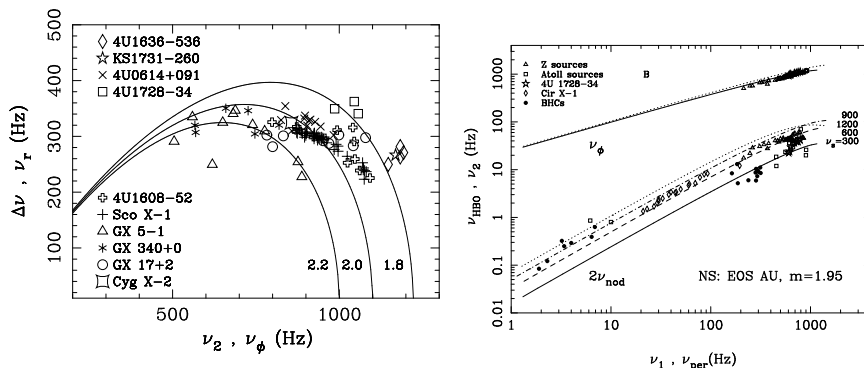 Δν , ν_r (Hz)
500
400
300
200
100
4U1636−536
KS1731−260
4U0614+091
4U1728−34
4U1608−52
Sco X−1
GX 5−1
GX 340+0
GX 17+2
Cyg X−2
2.2
2.0
1.8
500
1000
ν_2 , ν_ϕ (Hz)
ν_HBO , ν_2 (Hz)
1000
100
10
1
0.1
0.01
Z sources
Atoll sources
4U 1728−34
Cir X−1
BHCs
B
ν_ϕ
900
1200
600
ν_s=300
2ν_nod
NS: EOS AU, m=1.95
1
10
100
1000
10⁴
ν_1 , ν_per(Hz)